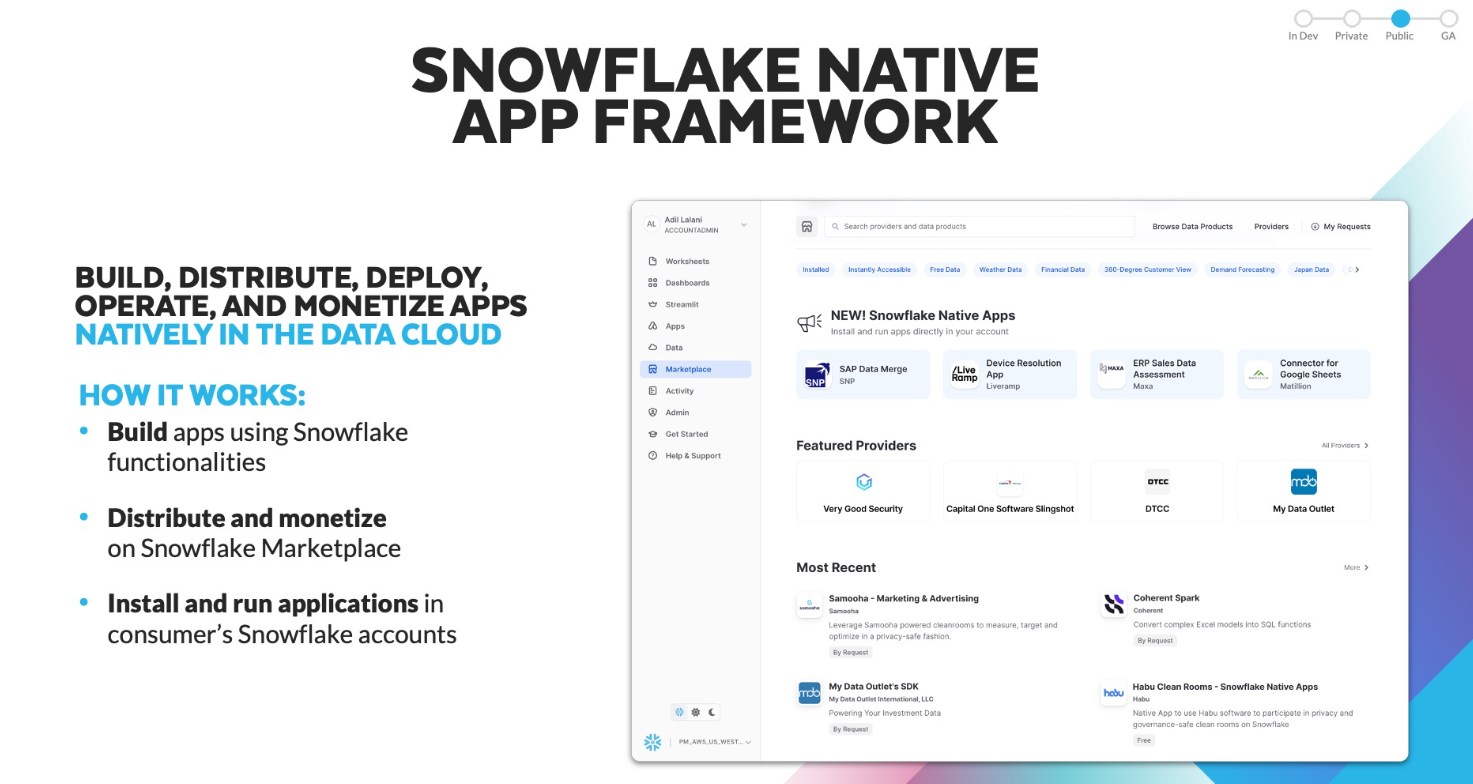 In Dev Private Public GA
SNOWFLAKE NATIVE
APP FRAMEWORK
BUILD, DISTRIBUTE, DEPLOY,
OPERATE, AND MONETIZE APPS
NATIVELY IN THE DATA CLOUD
HOW IT WORKS:
• Build apps using Snowflake
functionalities
• Distribute and monetize
on Snowflake Marketplace
• Install and run applications in
consumer's Snowflake accounts
AL Adil Lalani
ACCOUNTADMIN
Worksheets
Dashboards
Streamlit
Apps
Data
Marketplace
Activity
Admin
Get Started
Help & Support
PM_AWS_US_WEST...
Search providers and data products
Browse Data Products Providers My Requests
Installed Instantly Accessible Free Data Weather Data Financial Data 360-Degree Customer View Demand Forecasting Japan Data
NEW! Snowflake Native Apps
Install and run apps directly in your account
SNP
SAP Data Merge
SNP
/Live
Ramp
Device Resolution
App
Liveramp
MAXA
ERP Sales Data
Assessment
Maxa
Connector for
Google Sheets
Matillion
Featured Providers
All Providers
Very Good Security
Capital One Software Slingshot
DTCC
DTCC
mdo
My Data Outlet
Most Recent
More
samooha
Samooha - Marketing & Advertising
Samooha
Leverage Samooha powered cleanrooms to measure, target and
optimize in a privacy-safe fashion.
By Request
Coherent Spark
Coherent
Convert complex Excel models into SQL functions
By Request
mdo
My Data Outlet's SDK
My Data Outlet International, LLC
Powering Your Investment Data
By Request
habu
Habu Clean Rooms - Snowflake Native Apps
Habu
Native App to use Habu software to participate in privacy and
governance-safe clean rooms on Snowflake
Free